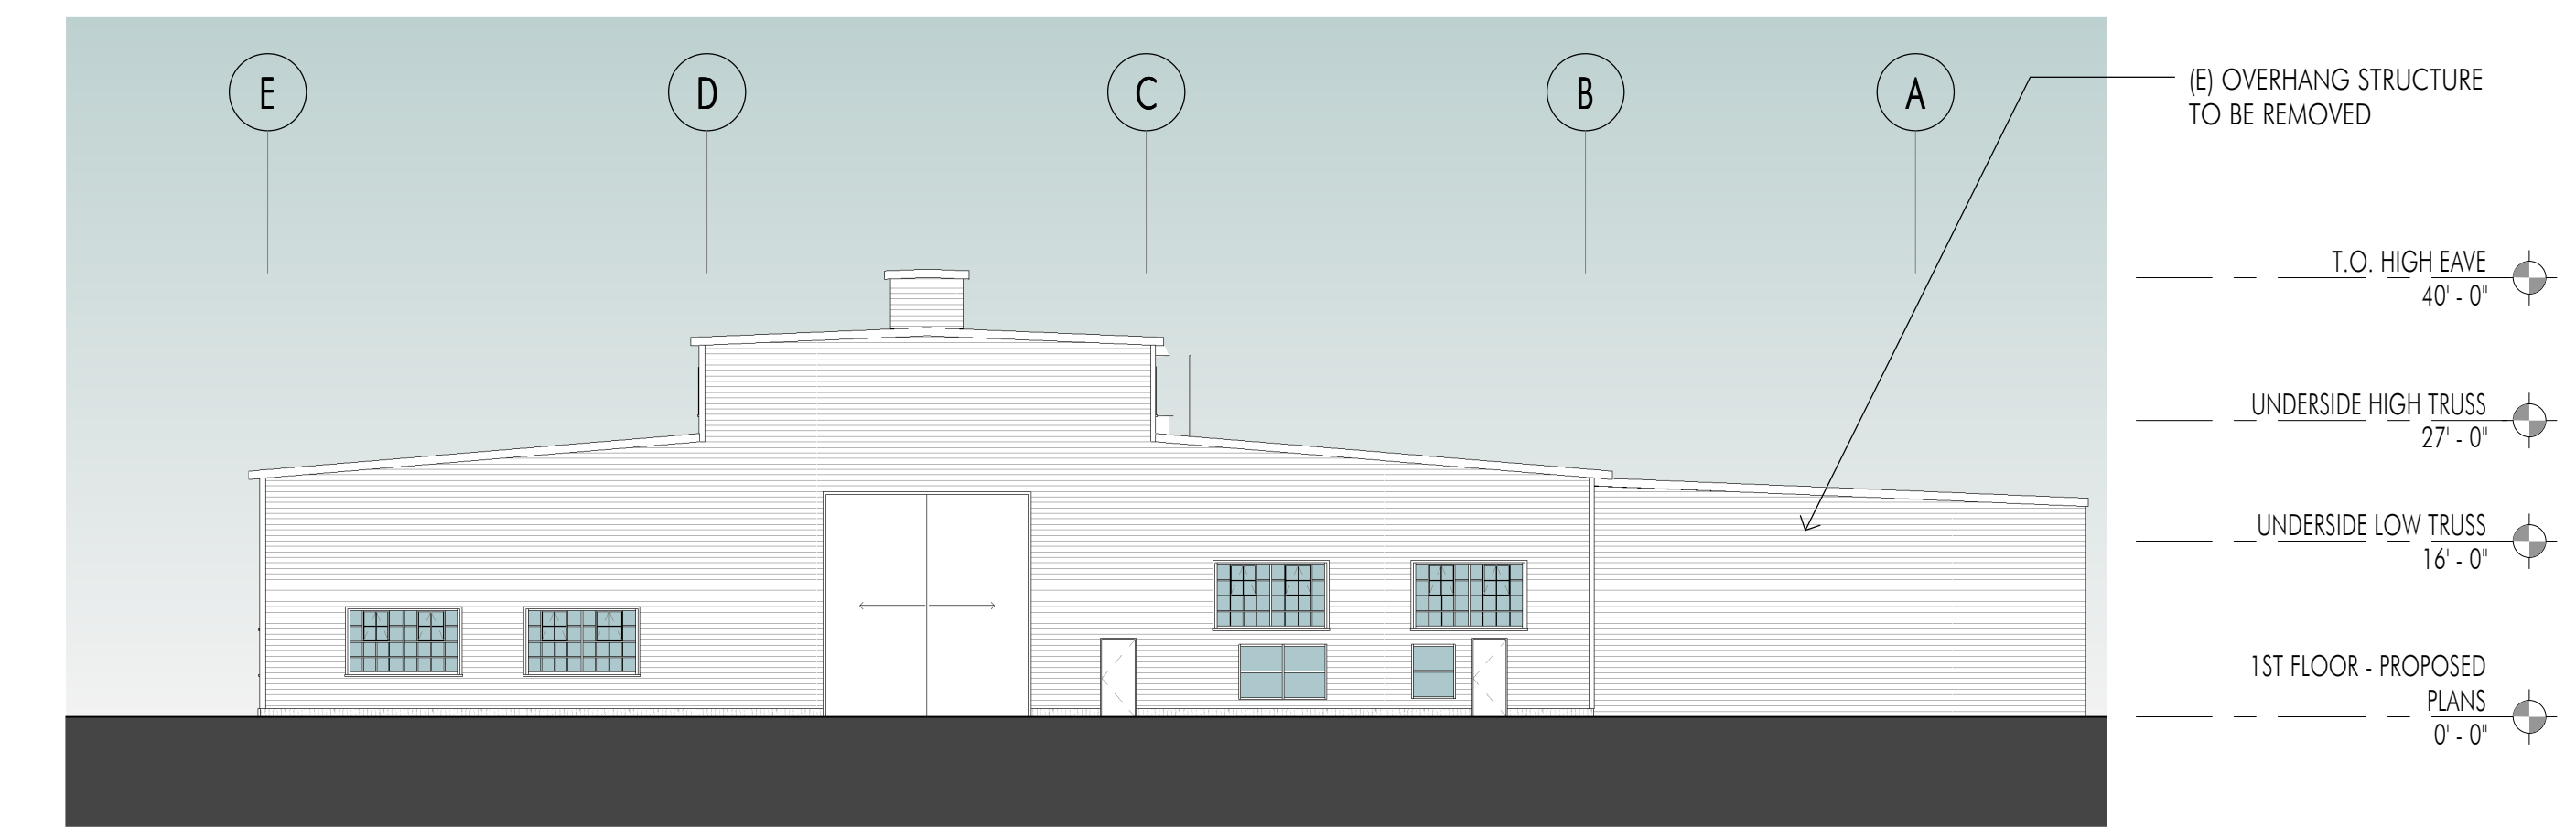 E D C B A
(E) OVERHANG STRUCTURE
TO BE REMOVED
T.O. HIGH EAVE
40' - 0"
UNDERSIDE HIGH TRUSS
27' - 0"
UNDERSIDE LOW TRUSS
16' - 0"
1ST FLOOR - PROPOSED
PLANS
0' - 0"